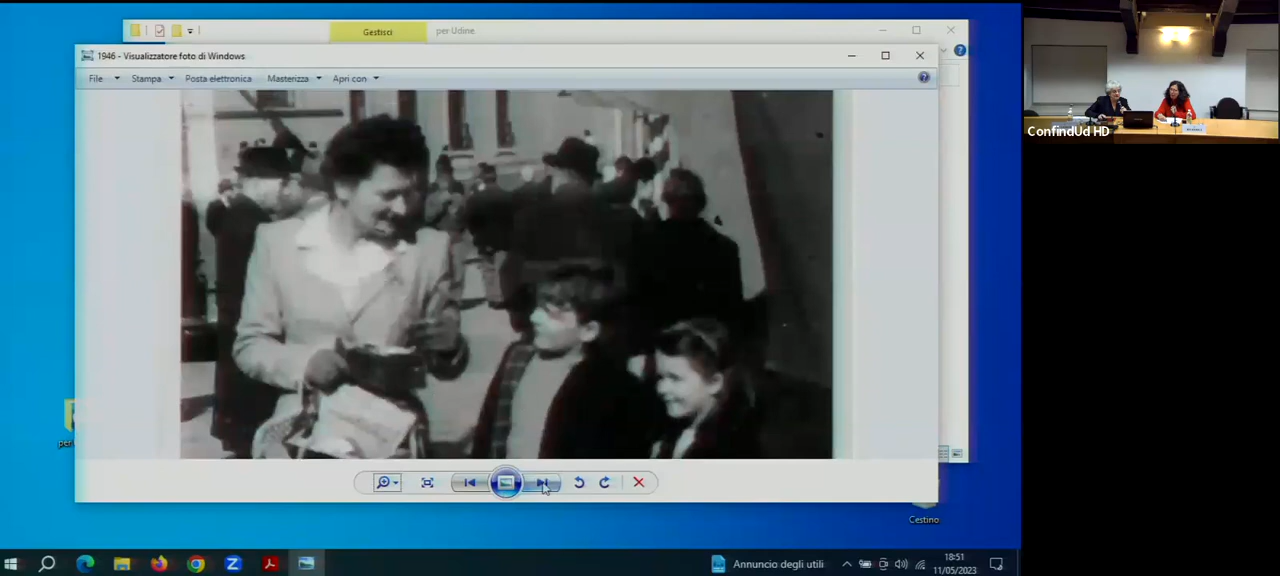 Gestisci
per Udine
1946 - Visualizzatore foto di Windows
File
Stampa
Posta elettronica
Masterizza
Apri con
ConfindUd HD
Cestino
Annuncio degli utili
18:51
11/05/2023